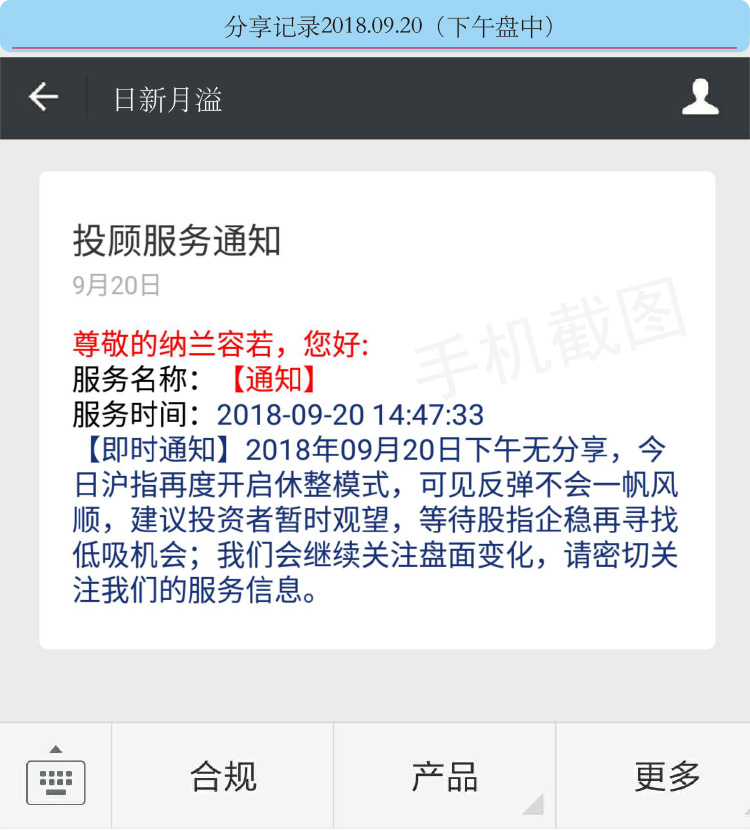 分享记录2018.09.20（下午盘中）
日新月溢
投顾服务通知
9月20日
手机截图
尊敬的纳兰容若，您好:
服务名称：【通知】
服务时间：2018-09-20 14:47:33
【即时通知】2018年09月20日下午无分享，今
日沪指再度开启休整模式，可见反弹不会一帆风
顺，建议投资者暂时观望，等待股指企稳再寻找
低吸机会；我们会继续关注盘面变化，请密切关
注我们的服务信息。
合规
产品
更多